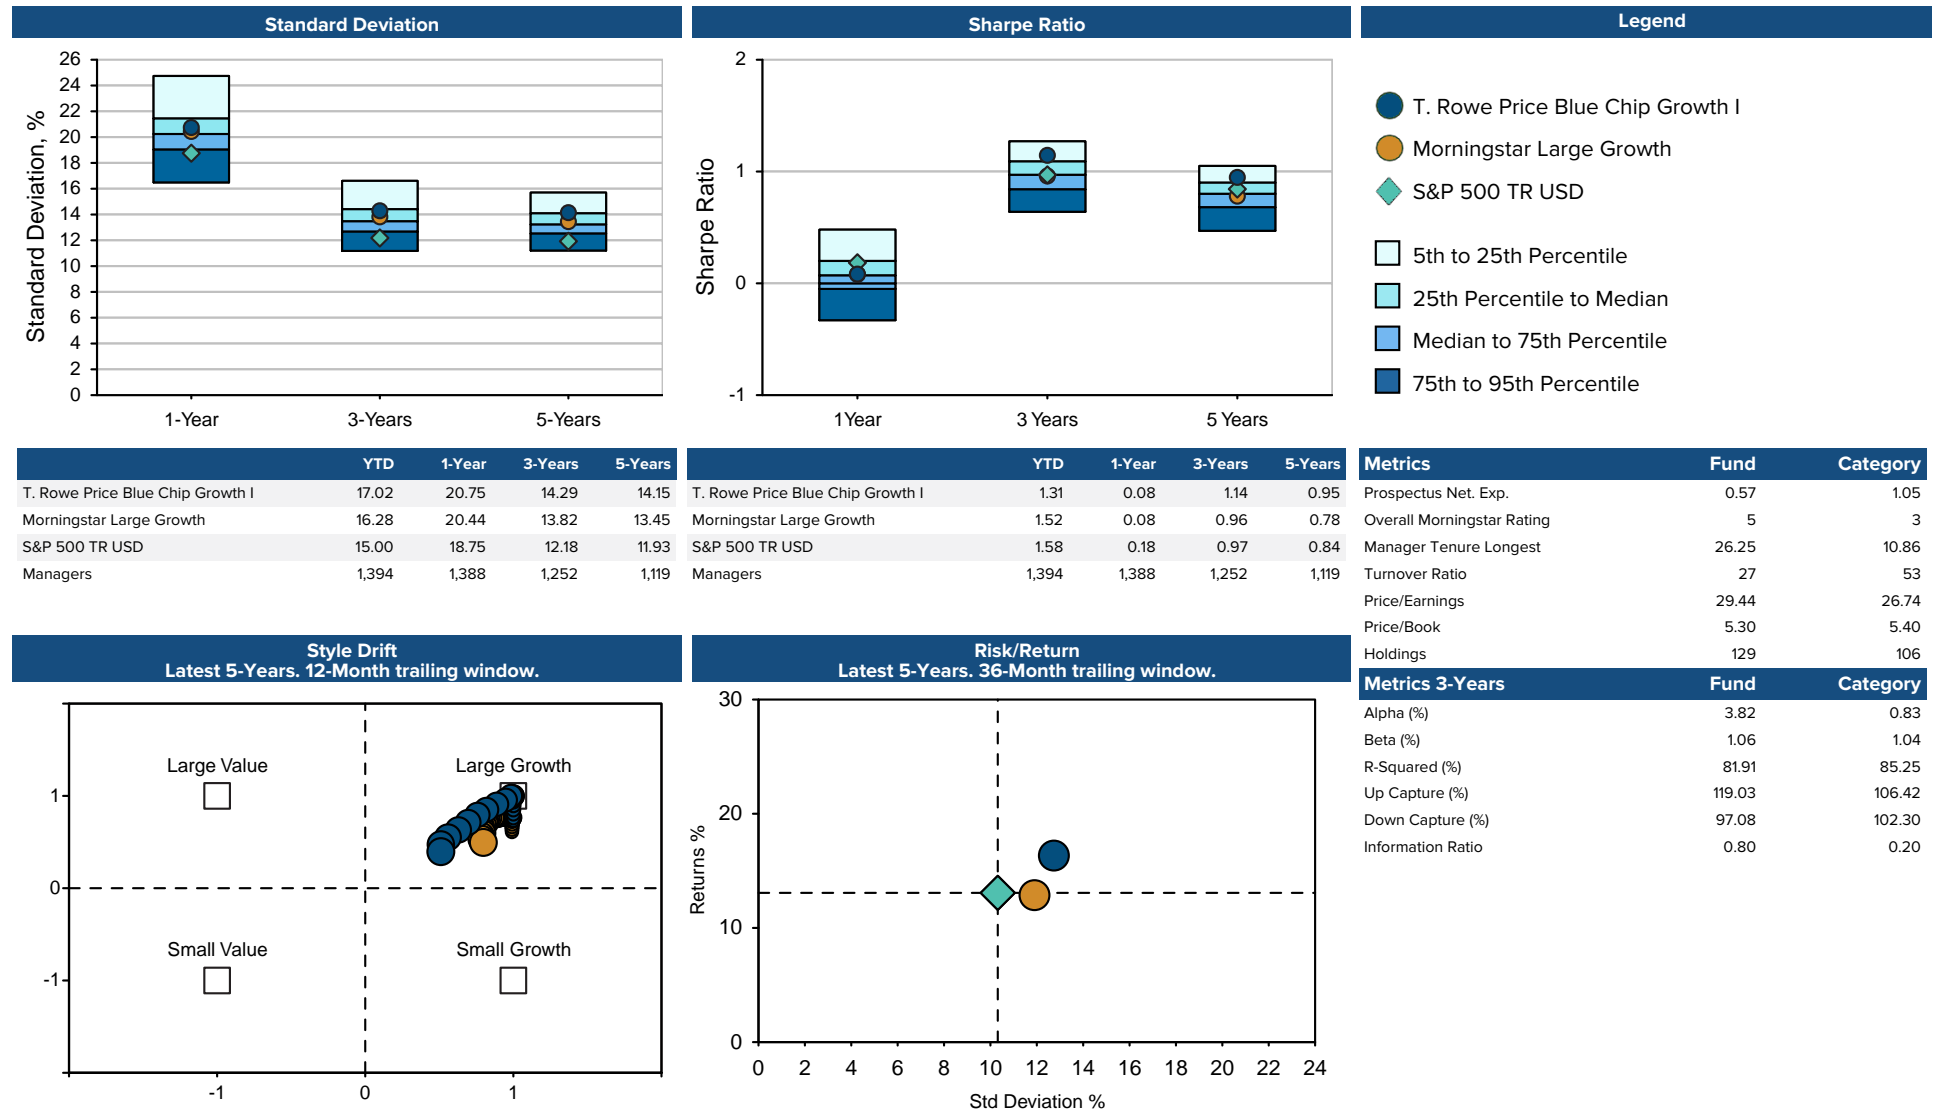 Standard Deviation
26
24
22
20
18
16
14
12
10
8
6
4
2
0
Standard Deviation, %
1-Year 3-Years 5-Years
Sharpe Ratio
2
1
0
-1
Sharpe Ratio
1 Year 3 Years 5 Years
Legend
T. Rowe Price Blue Chip Growth I
Morningstar Large Growth
S&P 500 TR USD
5th to 25th Percentile
25th Percentile to Median
Median to 75th Percentile
75th to 95th Percentile
YTD 1-Year 3-Years 5-Years
T. Rowe Price Blue Chip Growth I 17.02 20.75 14.29 14.15
Morningstar Large Growth 16.28 20.44 13.82 13.45
S&P 500 TR USD 15.00 18.75 12.18 11.93
Managers 1,394 1,388 1,252 1,119
YTD 1-Year 3-Years 5-Years
T. Rowe Price Blue Chip Growth I 1.31 0.08 1.14 0.95
Morningstar Large Growth 1.52 0.08 0.96 0.78
S&P 500 TR USD 1.58 0.18 0.97 0.84
Managers 1,394 1,388 1,252 1,119
Metrics Fund Category
Prospectus Net. Exp. 0.57 1.05
Overall Morningstar Rating 5 3
Manager Tenure Longest 26.25 10.86
Turnover Ratio 27 53
Price/Earnings 29.44 26.74
Price/Book 5.30 5.40
Holdings 129 106
Metrics 3-Years Fund Category
Alpha (%) 3.82 0.83
Beta (%) 1.06 1.04
R-Squared (%) 81.91 85.25
Up Capture (%) 119.03 106.42
Down Capture (%) 97.08 102.30
Information Ratio 0.80 0.20
Style Drift
Latest 5-Years. 12-Month trailing window.
Large Value Large Growth
1
0
Small Value Small Growth
-1
-1 0 1
Risk/Return
Latest 5-Years. 36-Month trailing window.
30
20
10
0
Returns %
0 2 4 6 8 10 12 14 16 18 20 22 24
Std Deviation %